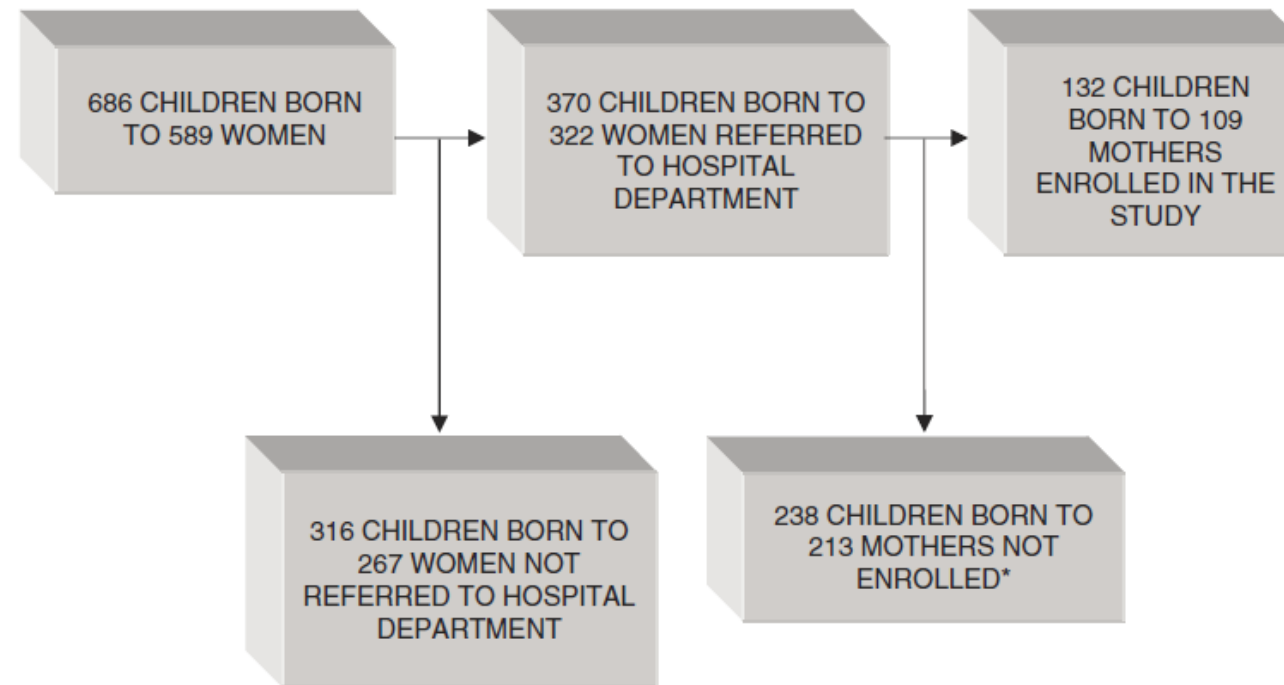 686 CHILDREN BORN
TO 589 WOMEN
370 CHILDREN BORN TO
322 WOMEN REFERRED
TO HOSPITAL
DEPARTMENT
132 CHILDREN
BORN TO 109
MOTHERS
ENROLLED IN THE
STUDY
316 CHILDREN BORN TO
267 WOMEN NOT
REFERRED TO HOSPITAL
DEPARTMENT
238 CHILDREN BORN TO
213 MOTHERS NOT
ENROLLED*